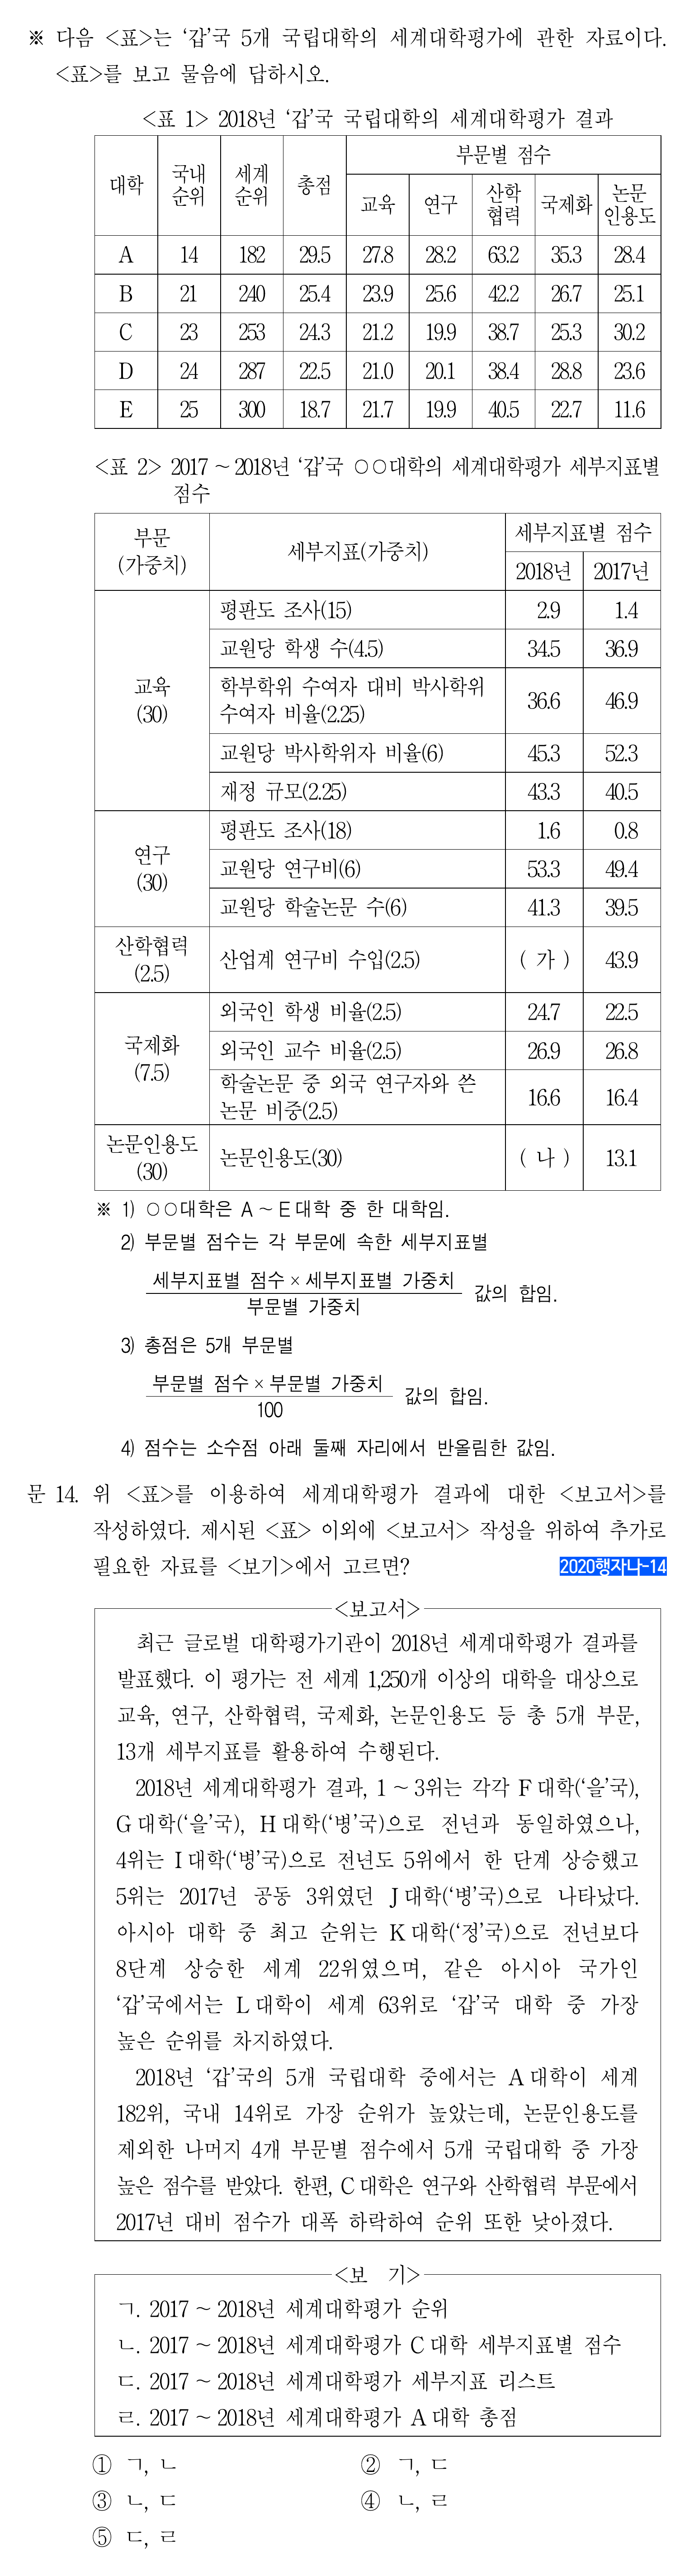 ※ 다음 <표>는 ‘갑’국 5개 국립대학의 세계대학평가에 관한 자료이다.
<표>를 보고 물음에 답하시오.
<표 1> 2018년 ‘갑’국 국립대학의 세계대학평가 결과
대학 국내순위 세계순위 총점 부문별 점수
교육 연구 산학협력 국제화 논문인용도
A 14 182 29.5 27.8 28.2 63.2 35.3 28.4
B 21 240 25.4 23.9 25.6 42.2 26.7 25.1
C 23 253 24.3 21.2 19.9 38.7 25.3 30.2
D 24 287 22.5 21.0 20.1 38.4 28.8 23.6
E 25 300 18.7 21.7 19.9 40.5 22.7 11.6
<표 2> 2017 ~ 2018년 ‘갑’국 ○○대학의 세계대학평가 세부지표별
점수
부문(가중치) 세부지표(가중치) 세부지표별 점수
2018년 2017년
교육(30) 평판도 조사(15) 2.9 1.4
교원당 학생 수(4.5) 34.5 36.9
학부학위 수여자 대비 박사학위
수여자 비율(2.25) 36.6 46.9
교원당 박사학위자 비율(6) 45.3 52.3
재정 규모(2.25) 43.3 40.5
연구(30) 평판도 조사(18) 1.6 0.8
교원당 연구비(6) 53.3 49.4
교원당 학술논문 수(6) 41.3 39.5
산학협력(2.5) 산업계 연구비 수입(2.5) ( 가 ) 43.9
국제화(7.5) 외국인 학생 비율(2.5) 24.7 22.5
외국인 교수 비율(2.5) 26.9 26.8
학술논문 중 외국 연구자와 쓴
논문 비중(2.5) 16.6 16.4
논문인용도(30) 논문인용도(30) ( 나 ) 13.1
※ 1) ○○대학은 A ~ E대학 중 한 대학임.
2) 부문별 점수는 각 부문에 속한 세부지표별
세부지표별 점수 × 세부지표별 가중치
부문별 가중치
값의 합임.
3) 총점은 5개 부문별
부문별 점수 × 부문별 가중치
100
값의 합임.
4) 점수는 소수점 아래 둘째 자리에서 반올림한 값임.
문 14. 위 <표>를 이용하여 세계대학평가 결과에 대한 <보고서>를
작성하였다. 제시된 <표> 이외에 <보고서> 작성을 위하여 추가로
필요한 자료를 <보기>에서 고르면? 2020행자나-14
<보고서>
최근 글로벌 대학평가기관이 2018년 세계대학평가 결과를
발표했다. 이 평가는 전 세계 1,250개 이상의 대학을 대상으로
교육, 연구, 산학협력, 국제화, 논문인용도 등 총 5개 부문,
13개 세부지표를 활용하여 수행된다.
2018년 세계대학평가 결과, 1 ~ 3위는 각각 F대학(‘을’국),
G대학(‘을’국), H대학(‘병’국)으로 전년과 동일하였으나,
4위는 I대학(‘병’국)으로 전년도 5위에서 한 단계 상승했고
5위는 2017년 공동 3위였던 J대학(‘병’국)으로 나타났다.
아시아 대학 중 최고 순위는 K대학(‘정’국)으로 전년보다
8단계 상승한 세계 22위였으며, 같은 아시아 국가인
‘갑’국에서는 L대학이 세계 63위로 ‘갑’국 대학 중 가장
높은 순위를 차지하였다.
2018년 ‘갑’국의 5개 국립대학 중에서는 A대학이 세계
182위, 국내 14위로 가장 순위가 높았는데, 논문인용도를
제외한 나머지 4개 부문별 점수에서 5개 국립대학 중 가장
높은 점수를 받았다. 한편, C대학은 연구와 산학협력 부문에서
2017년 대비 점수가 대폭 하락하여 순위 또한 낮아졌다.
<보 기>
ㄱ. 2017 ~ 2018년 세계대학평가 순위
ㄴ. 2017 ~ 2018년 세계대학평가 C대학 세부지표별 점수
ㄷ. 2017 ~ 2018년 세계대학평가 세부지표 리스트
ㄹ. 2017 ~ 2018년 세계대학평가 A대학 총점
① ㄱ, ㄴ ② ㄱ, ㄷ
③ ㄴ, ㄷ ④ ㄴ, ㄹ
⑤ ㄷ, ㄹ